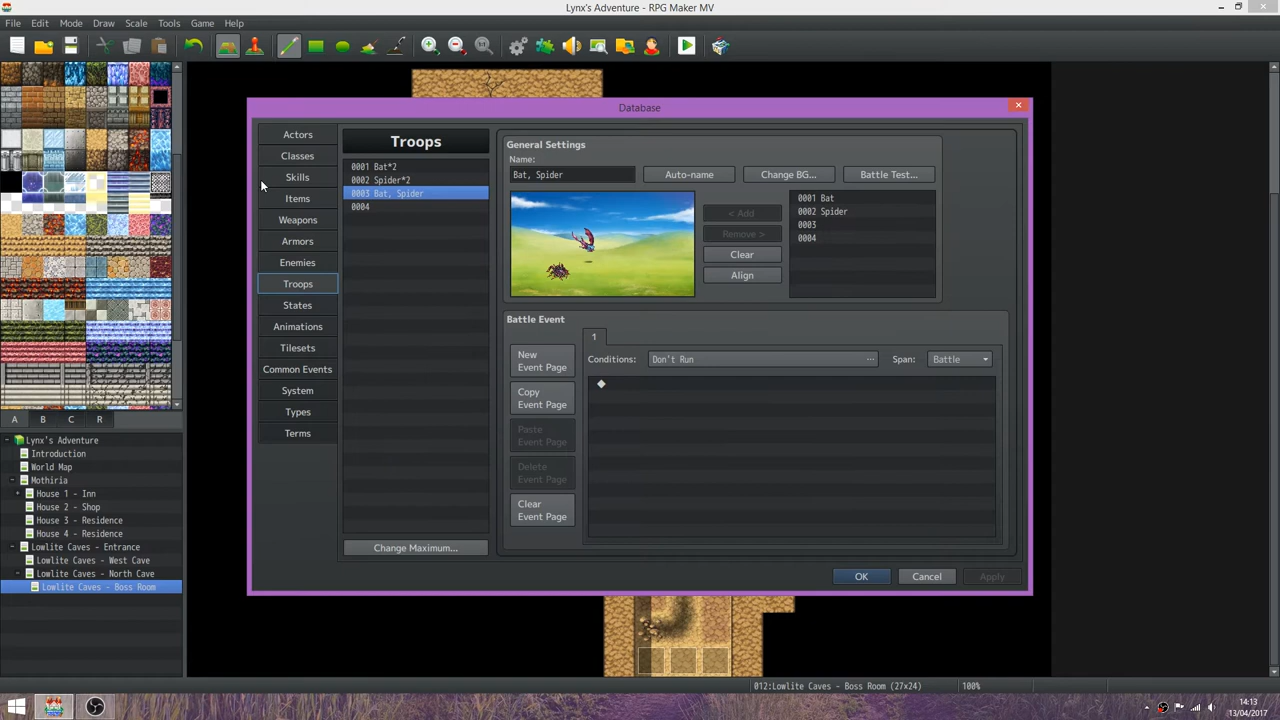 Lynx's Adventure - RPG Maker MV
File Edit Mode Draw Scale Tools Game Help
Database
Actors
Classes
Skills
Items
Weapons
Armors
Enemies
Troops
States
Animations
Tilesets
Common Events
System
Types
Terms
Troops
0001 Bat*2
0002 Spider*2
0003 Bat, Spider
0004
Change Maximum...
General Settings
Name:
Bat, Spider
Auto-name
Change BG...
Battle Test...
< Add
Remove >
Clear
Align
0001 Bat
0002 Spider
0003
0004
Battle Event
1
New
Event Page
Copy
Event Page
Paste
Event Page
Delete
Event Page
Clear
Event Page
Conditions: Don't Run ... Span: Battle
OK Cancel Apply
A B C R
Lynx's Adventure
Introduction
World Map
Mothiria
House 1 - Inn
House 2 - Shop
House 3 - Residence
House 4 - Residence
Lowlite Caves - Entrance
Lowlite Caves - West Cave
Lowlite Caves - North Cave
Lowlite Caves - Boss Room
012:Lowlite Caves - Boss Room (27x24) 100%
14:13
13/04/2017